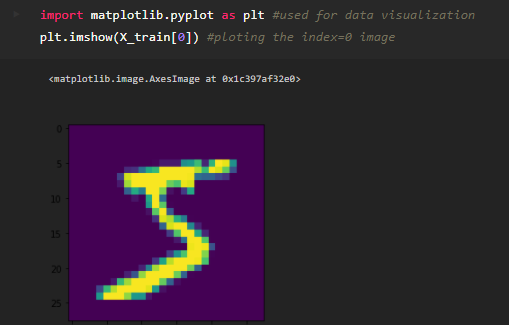 import matplotlib.pyplot as plt #used for data visualization
plt.imshow(X_train[0]) #ploting the index=0 image
<matplotlib.image.AxesImage at 0x1c397af32e0>
0
5
10
15
20
25